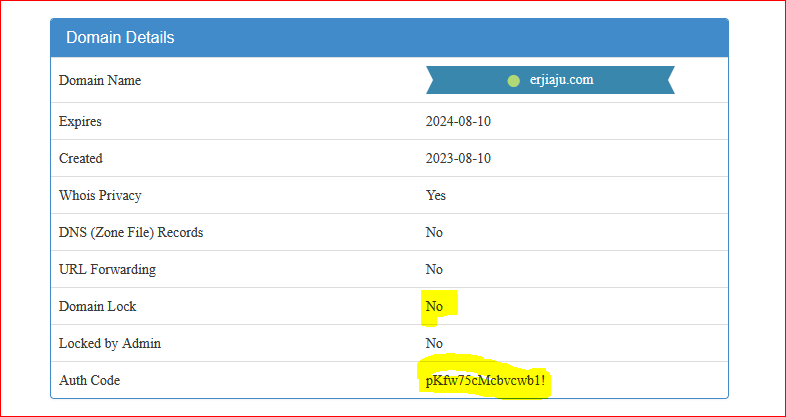 Domain Details
Domain Name erjiaju.com
Expires 2024-08-10
Created 2023-08-10
Whois Privacy Yes
DNS (Zone File) Records No
URL Forwarding No
Domain Lock No
Locked by Admin No
Auth Code pKfw75cMcbvcwb1!